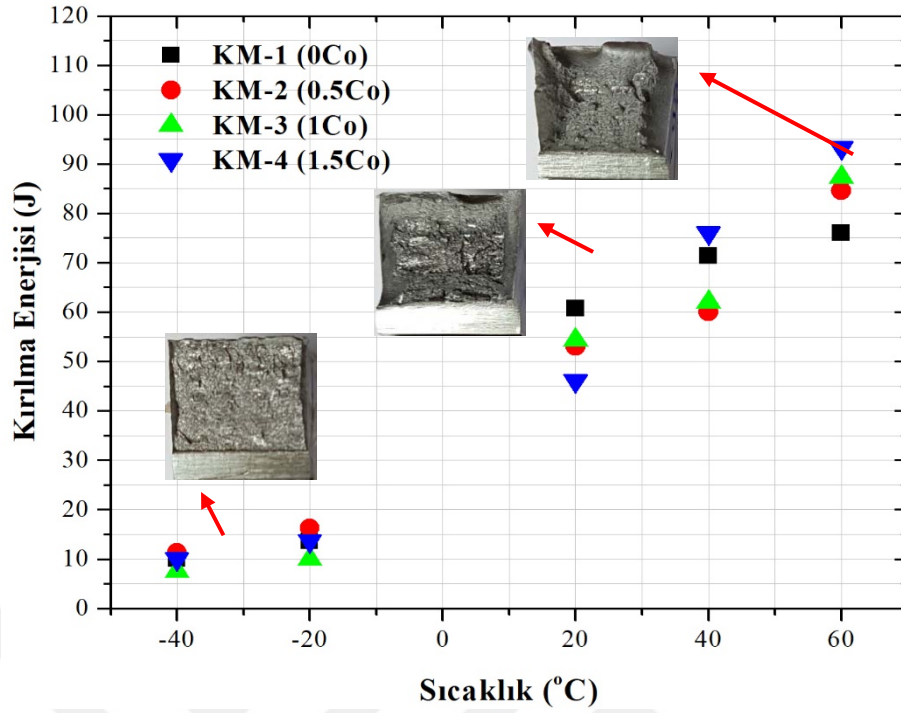 120
110
100
90
80
70
60
50
40
30
20
10
0
Kırılma Enerjisi (J)
KM-1 (0Co)
KM-2 (0.5Co)
KM-3 (1Co)
KM-4 (1.5Co)
-40 -20 0 20 40 60
Sıcaklık (°C)